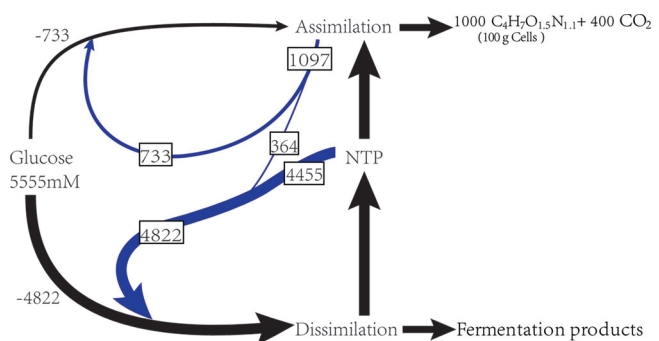 -733
Assimilation
1000 C4H7O1.5N1.1+ 400 CO2
(100 g Cells )
1097
733
364
Glucose
5555mM
NTP
4455
4822
-4822
Dissimilation
Fermentation products